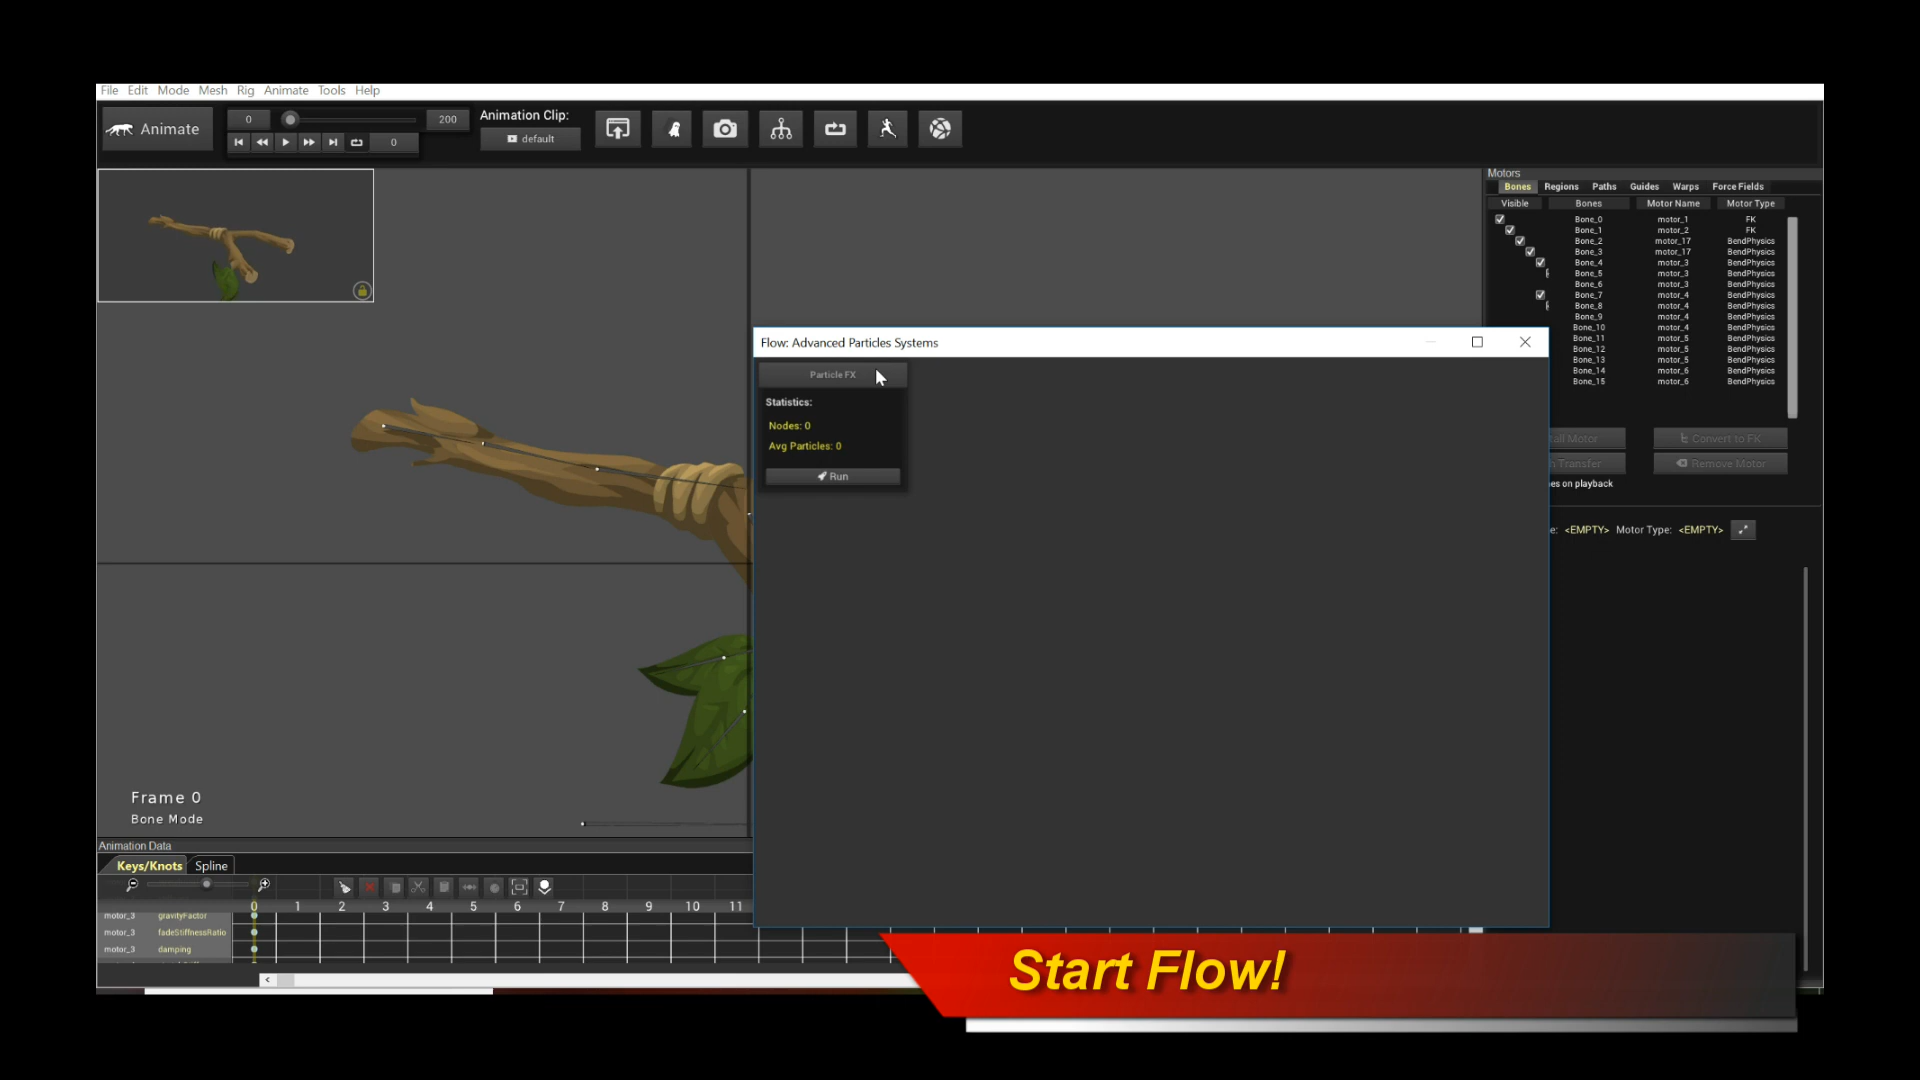 File Edit Mode Mesh Rig Animate Tools Help
Animate
0
200
0
Animation Clip:
default
Motors
Bones Regions Paths Guides Warps Force Fields
Visible Bones Motor Name Motor Type
Bone_0 motor_1 FK
Bone_1 motor_2 FK
Bone_2 motor_17 BendPhysics
Bone_3 motor_17 BendPhysics
Bone_4 motor_3 BendPhysics
Bone_5 motor_3 BendPhysics
Bone_6 motor_3 BendPhysics
Bone_7 motor_4 BendPhysics
Bone_8 motor_4 BendPhysics
Bone_9 motor_4 BendPhysics
Bone_10 motor_4 BendPhysics
Bone_11 motor_5 BendPhysics
Bone_12 motor_5 BendPhysics
Bone_13 motor_5 BendPhysics
Bone_14 motor_6 BendPhysics
Bone_15 motor_6 BendPhysics
Motor Convert to FK
Transfer Remove Motor
on playback
<EMPTY> Motor Type: <EMPTY>
Flow: Advanced Particles Systems
Particle FX
Statistics:
Nodes: 0
Avg Particles: 0
Run
Frame 0
Bone Mode
Animation Data
Keys/Knots Spline
0 1 2 3 4 5 6 7 8 9 10 11
motor_3 gravityFactor
motor_3 fadeStiffnessRatio
motor_3 damping
Start Flow!